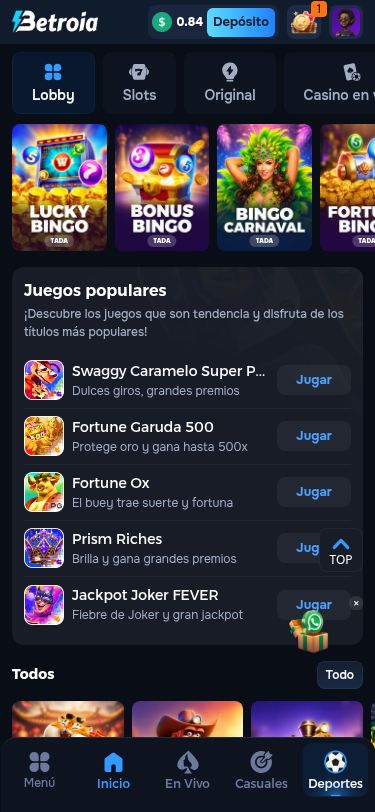 Betroia
$ 0.84 Depósito
1
Lobby
Slots
Original
Casino en v
LUCKY
BINGO
TADA
BONUS
BINGO
TADA
BINGO
CARNAVAL
TADA
FORTU
BINGO
TADA
Juegos populares
¡Descubre los juegos que son tendencia y disfruta de los
títulos más populares!
Swaggy Caramelo Super P...
Dulces giros, grandes premios
Jugar
Fortune Garuda 500
Protege oro y gana hasta 500x
Jugar
Fortune Ox
El buey trae suerte y fortuna
Jugar
Prism Riches
Brilla y gana grandes premios
Jug
TOP
Jackpot Joker FEVER
Fiebre de Joker y gran jackpot
Jugar
Todos
Todo
Menú
Inicio
En Vivo
Casuales
Deportes